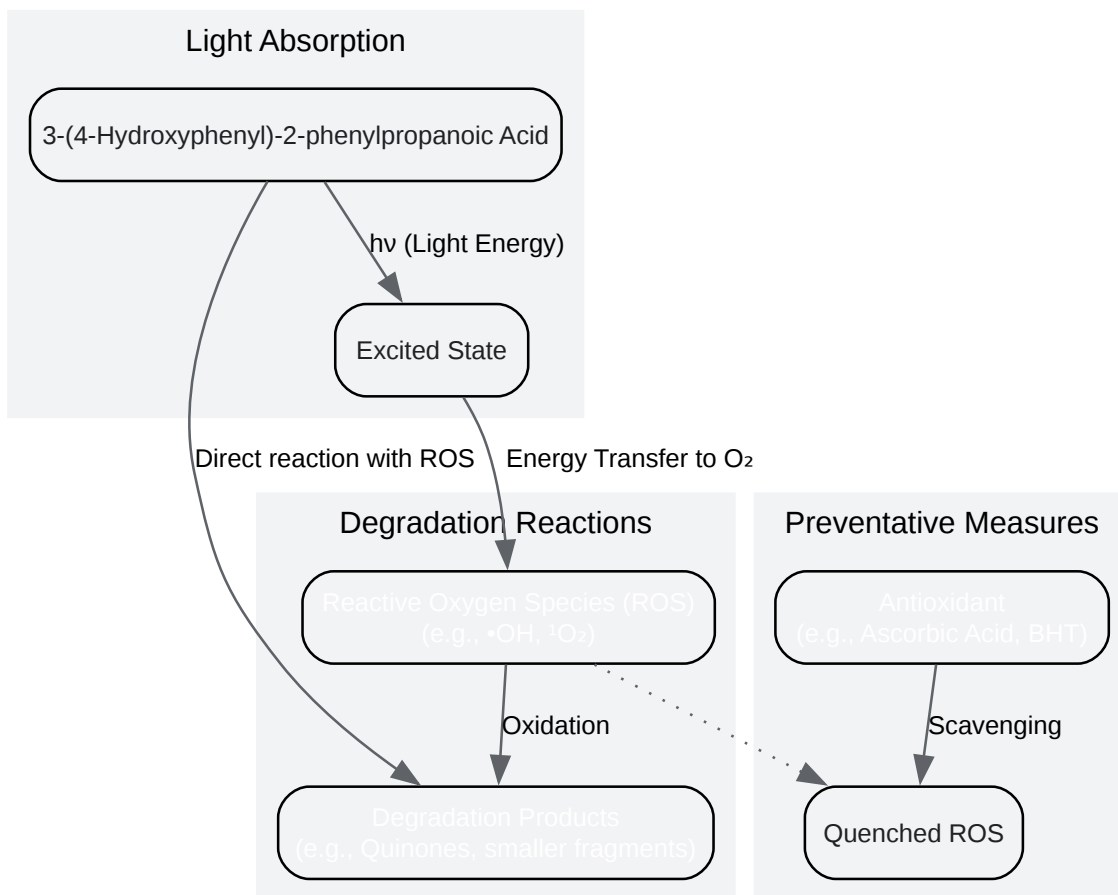 Light Absorption
3-(4-Hydroxyphenyl)-2-phenylpropanoic Acid
hν (Light Energy)
Excited State
Direct reaction with ROS
Energy Transfer to O₂
Degradation Reactions
Preventative Measures
Reactive Oxygen Species (ROS)
(e.g., •OH, ¹O₂)
Antioxidant
(e.g., Ascorbic Acid, BHT)
Oxidation
Scavenging
Degradation Products
(e.g., Quinones, smaller fragments)
Quenched ROS